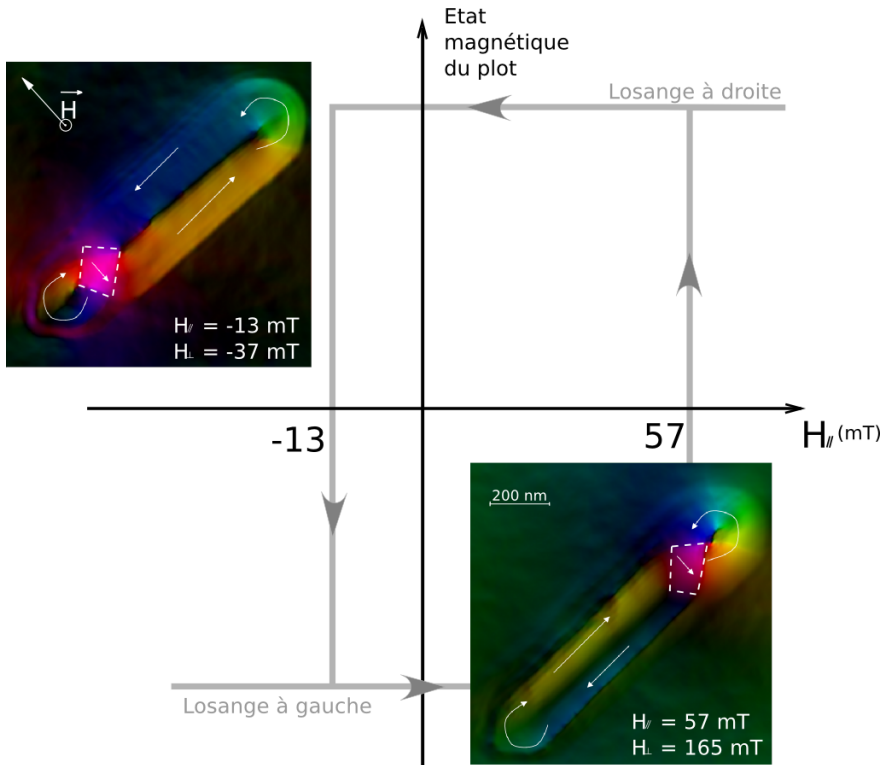 Etat
magnétique
du plot
Losange à droite
H
H∥ = -13 mT
H⊥ = -37 mT
-13
57
H∥ (mT)
200 nm
Losange à gauche
H∥ = 57 mT
H⊥ = 165 mT